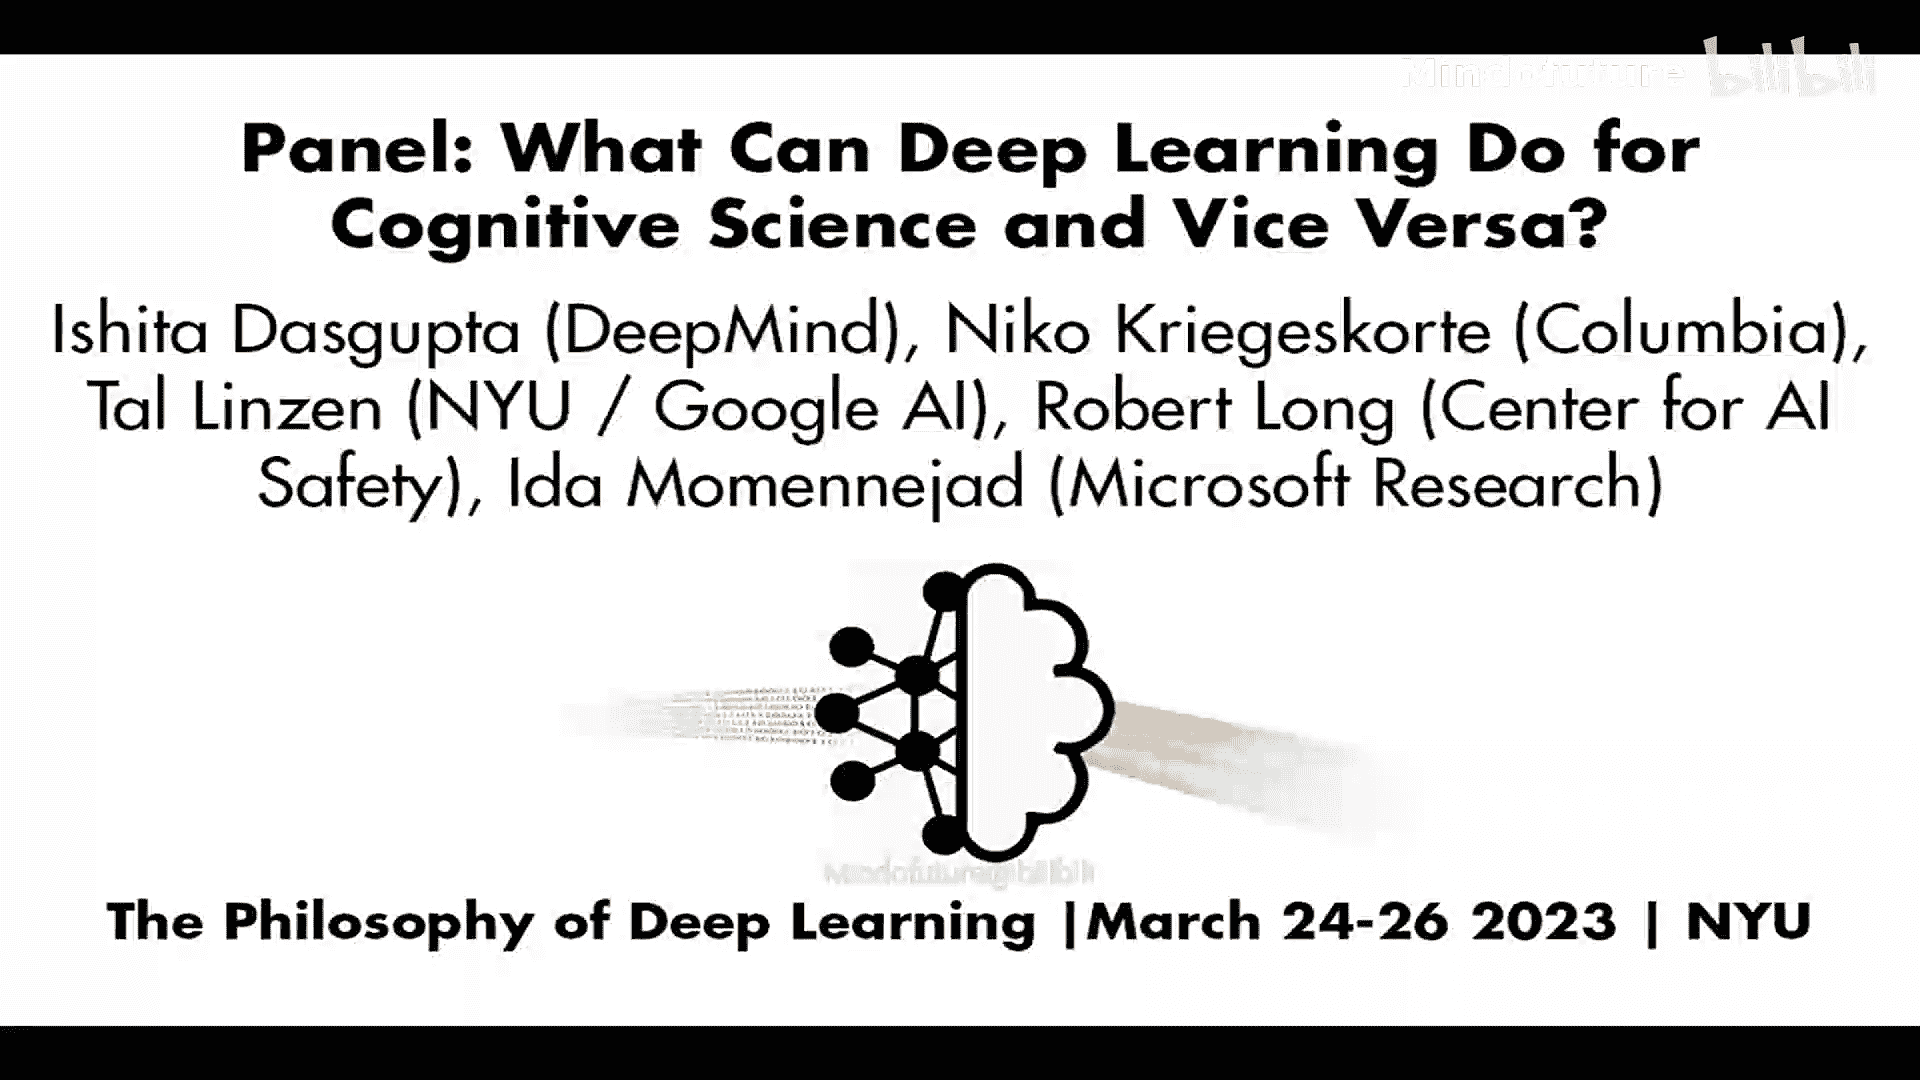 Mindofuture bilibili
Panel: What Can Deep Learning Do for
Cognitive Science and Vice Versa?
Ishita Dasgupta (DeepMind), Niko Kriegeskorte (Columbia),
Tal Linzen (NYU / Google AI), Robert Long (Center for AI
Safety), Ida Momennejad (Microsoft Research)
The Philosophy of Deep Learning |March 24-26 2023 | NYU